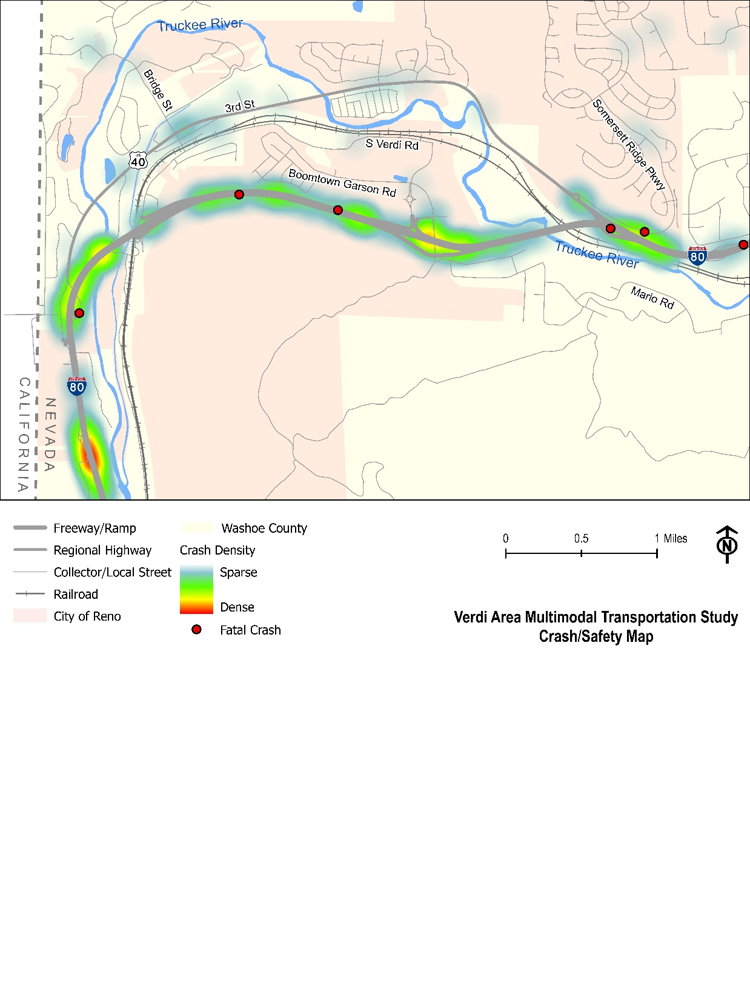 Truckee River
Bridge St
3rd St
Somersett Ridge Pkwy
S Verdi Rd
US
40
Boomtown Garson Rd
Truckee River
80
Mario Rd
80
CALIFORNIA
NEVADA
Freeway/Ramp
Regional Highway
Collector/Local Street
Railroad
City of Reno
Washoe County
Crash Density
Sparse
Dense
Fatal Crash
0 0.5 1 Miles
N
Verdi Area Multimodal Transportation Study
Crash/Safety Map